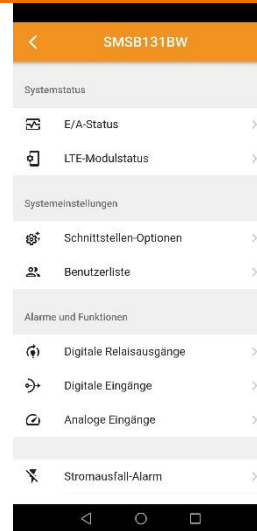 SMSB131BW
Systemstatus
E/A-Status
LTE-Modulstatus
Systemeinstellungen
Schnittstellen-Optionen
Benutzerliste
Alarme und Funktionen
Digitale Relaisausgänge
Digitale Eingänge
Analoge Eingänge
Stromausfall-Alarm